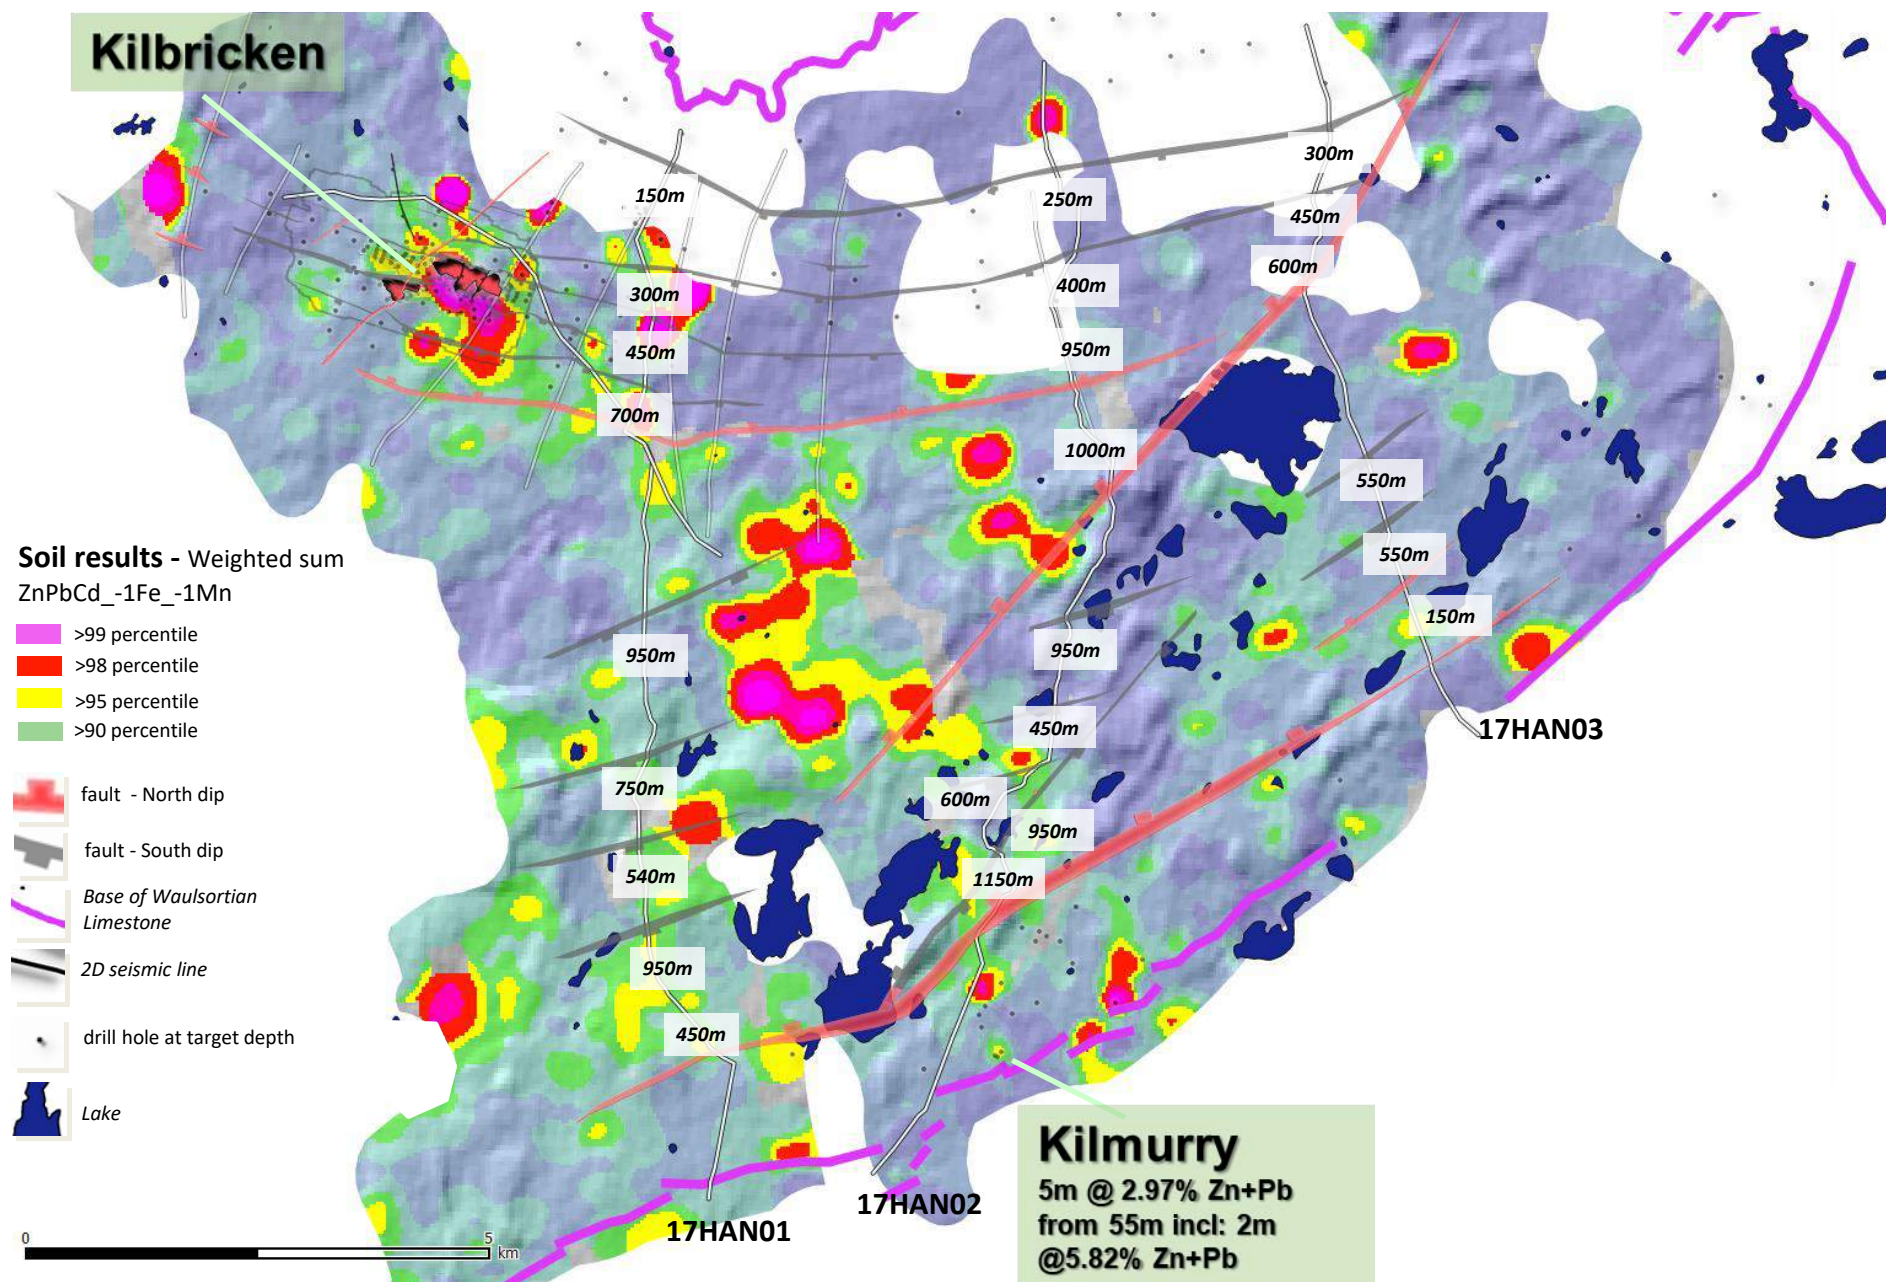 Kilbricken
150m
300m
450m
700m
950m
750m
540m
950m
450m
250m
400m
950m
1000m
950m
450m
600m
950m
1150m
300m
450m
600m
550m
550m
150m
Soil results - Weighted sum
ZnPbCd_-1Fe_-1Mn
>99 percentile
>98 percentile
>95 percentile
>90 percentile
fault - North dip
fault - South dip
Base of Waulsortian
Limestone
2D seismic line
drill hole at target depth
Lake
0 5
km
17HAN01
17HAN02
17HAN03
Kilmurry
5m @ 2.97% Zn+Pb
from 55m incl: 2m
@5.82% Zn+Pb